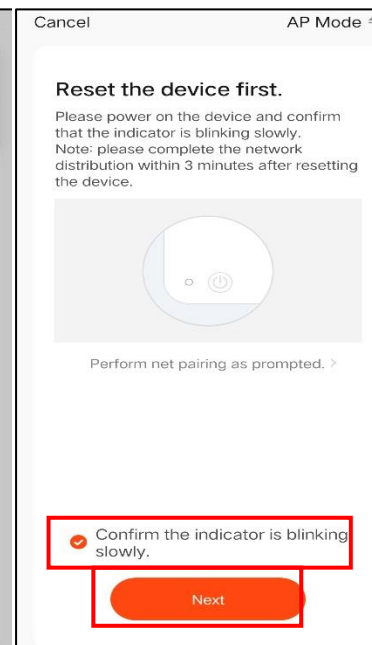 Cancel AP Mode
Reset the device first.
Please power on the device and confirm
that the indicator is blinking slowly.
Note: please complete the network
distribution within 3 minutes after resetting
the device.
Perform net pairing as prompted. >
Confirm the indicator is blinking
slowly.
Next